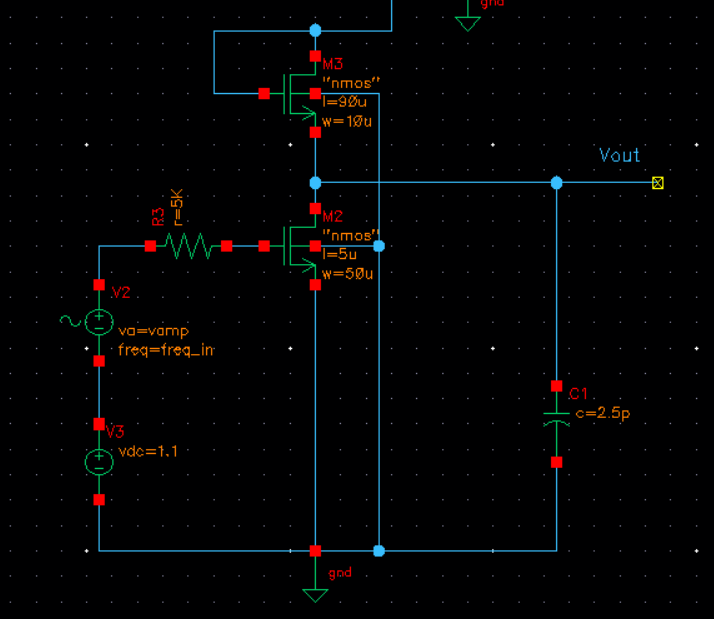 gnd
M3
"nmos"
l=90u
w=10u
Vout
R3
r=5K
M2
"nmos"
l=5u
w=50u
V2
va=vamp
freq=freq_in
C1
c=2.5p
V3
vdc=1.1
gnd